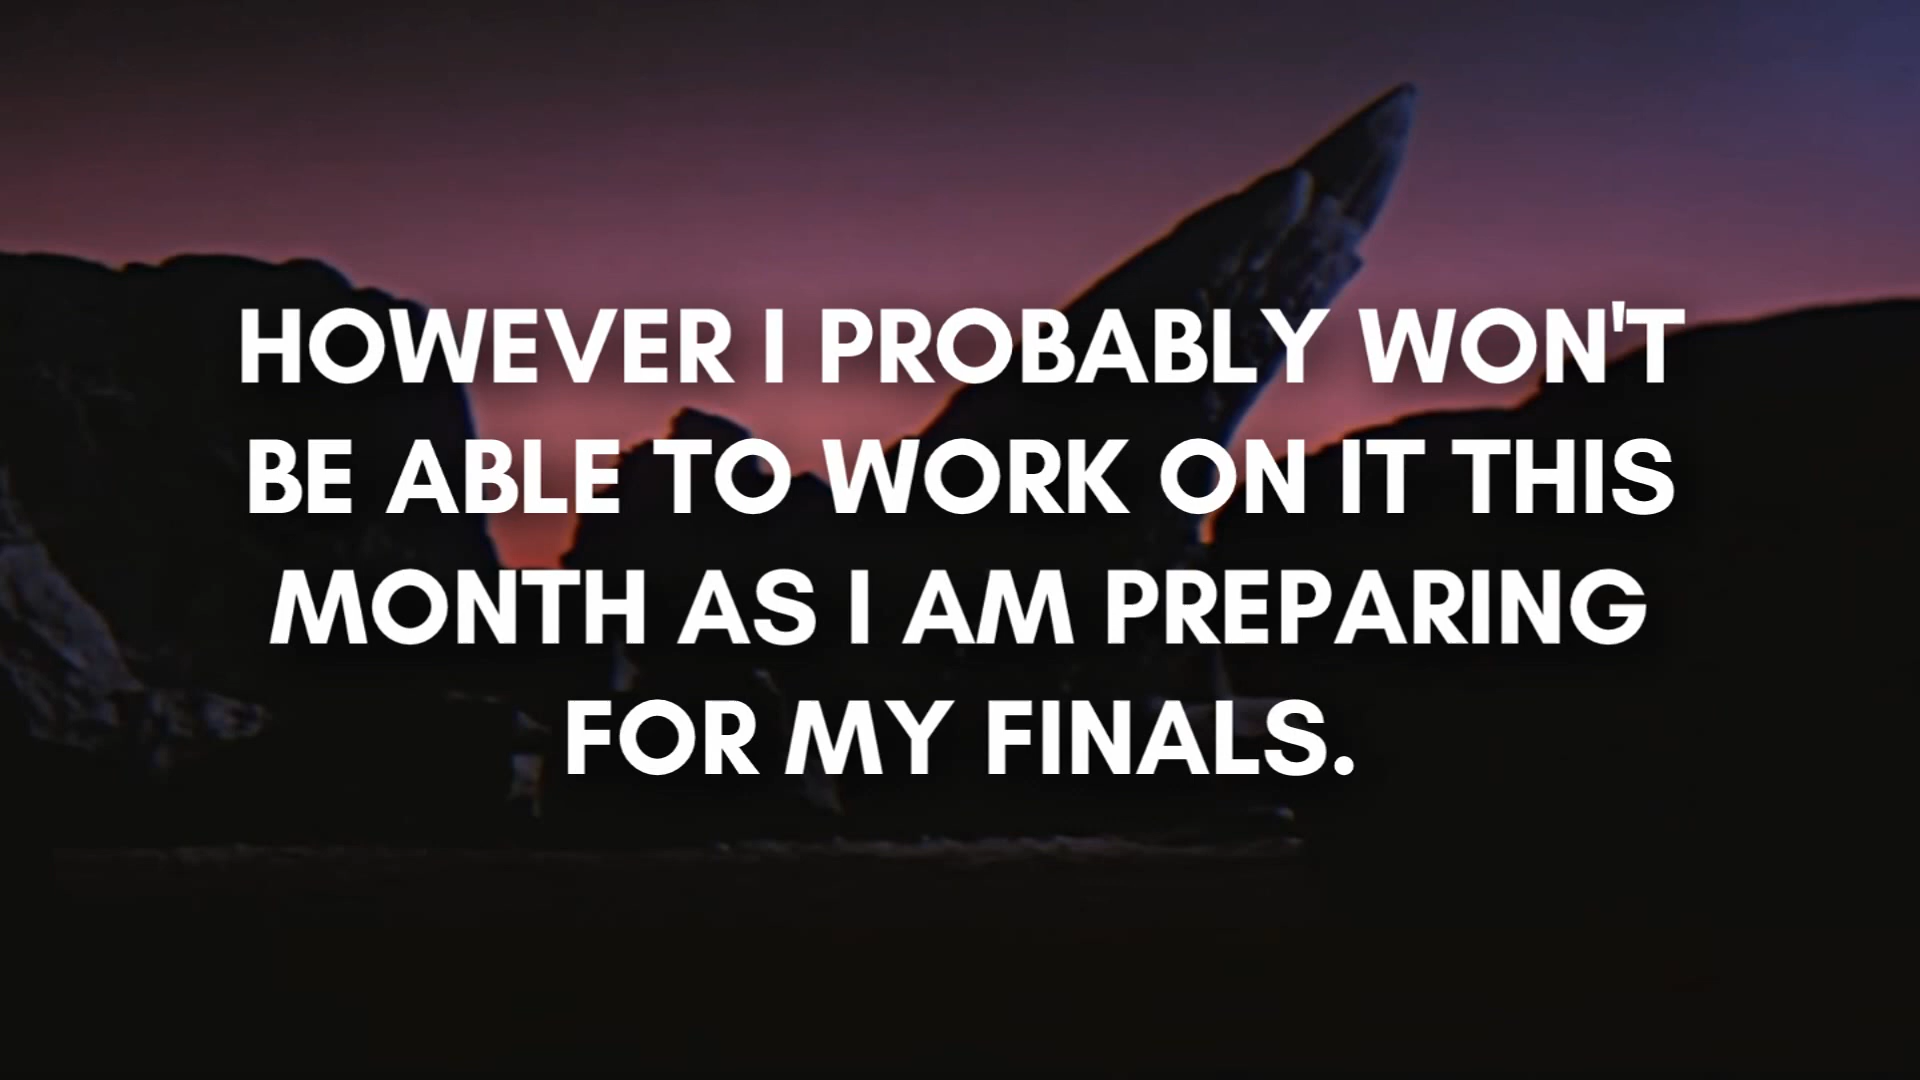 HOWEVER I PROBABLY WON'T
BE ABLE TO WORK ON IT THIS
MONTH AS I AM PREPARING
FOR MY FINALS.